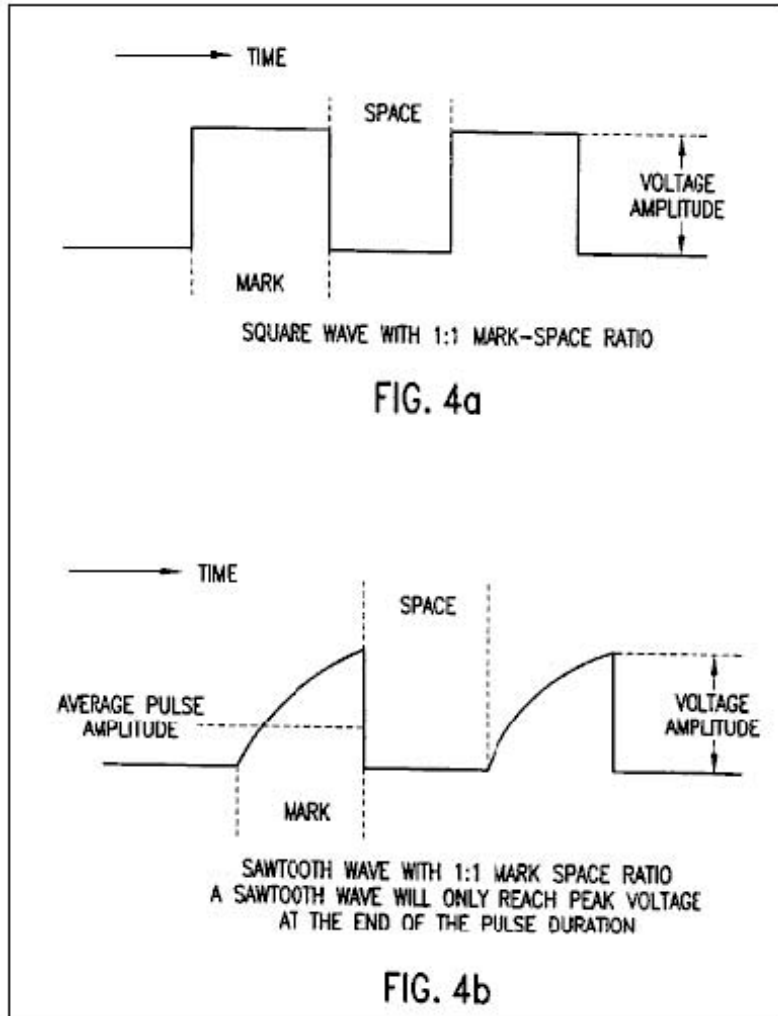 TIME
SPACE
VOLTAGE
AMPLITUDE
MARK
SQUARE WAVE WITH 1:1 MARK-SPACE RATIO
FIG. 4a
TIME
SPACE
AVERAGE PULSE
AMPLITUDE
VOLTAGE
AMPLITUDE
MARK
SAWTOOTH WAVE WITH 1:1 MARK SPACE RATIO
A SAWTOOTH WAVE WILL ONLY REACH PEAK VOLTAGE
AT THE END OF THE PULSE DURATION
FIG. 4b